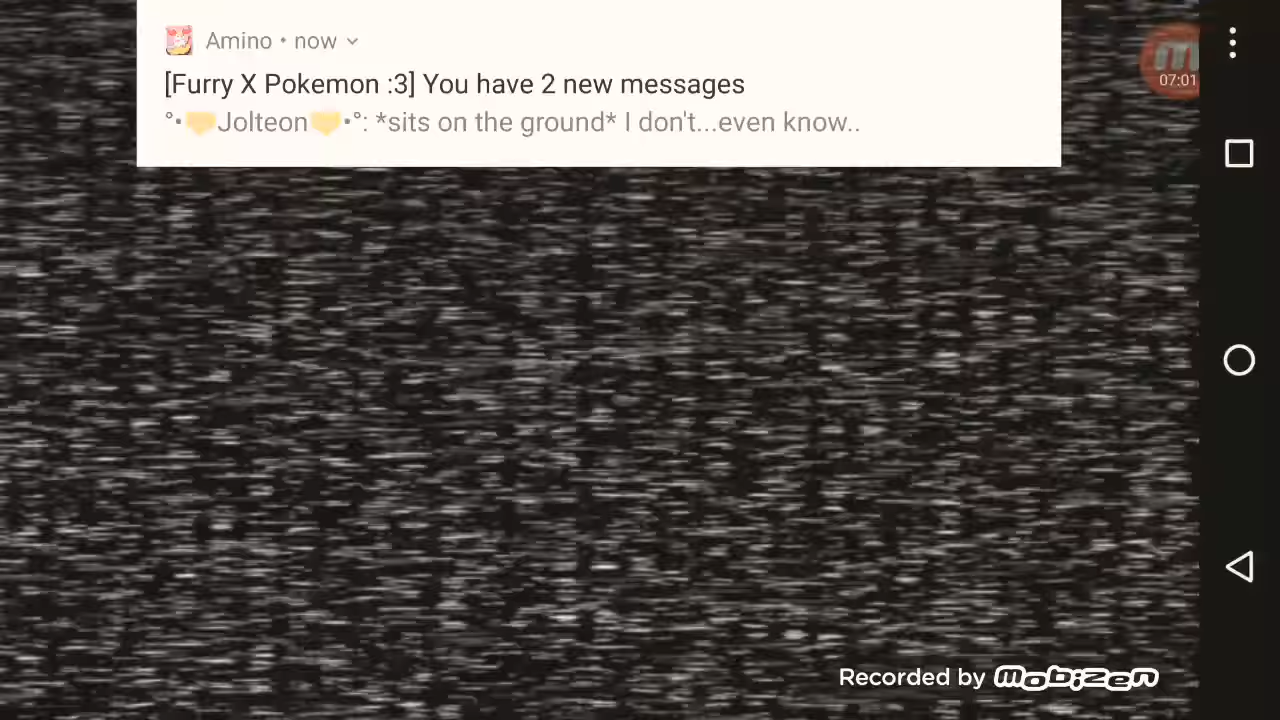 Amino • now
[Furry X Pokemon :3] You have 2 new messages
°•💛Jolteon💛•°: *sits on the ground* I don't...even know..
07:01
Recorded by mobizen